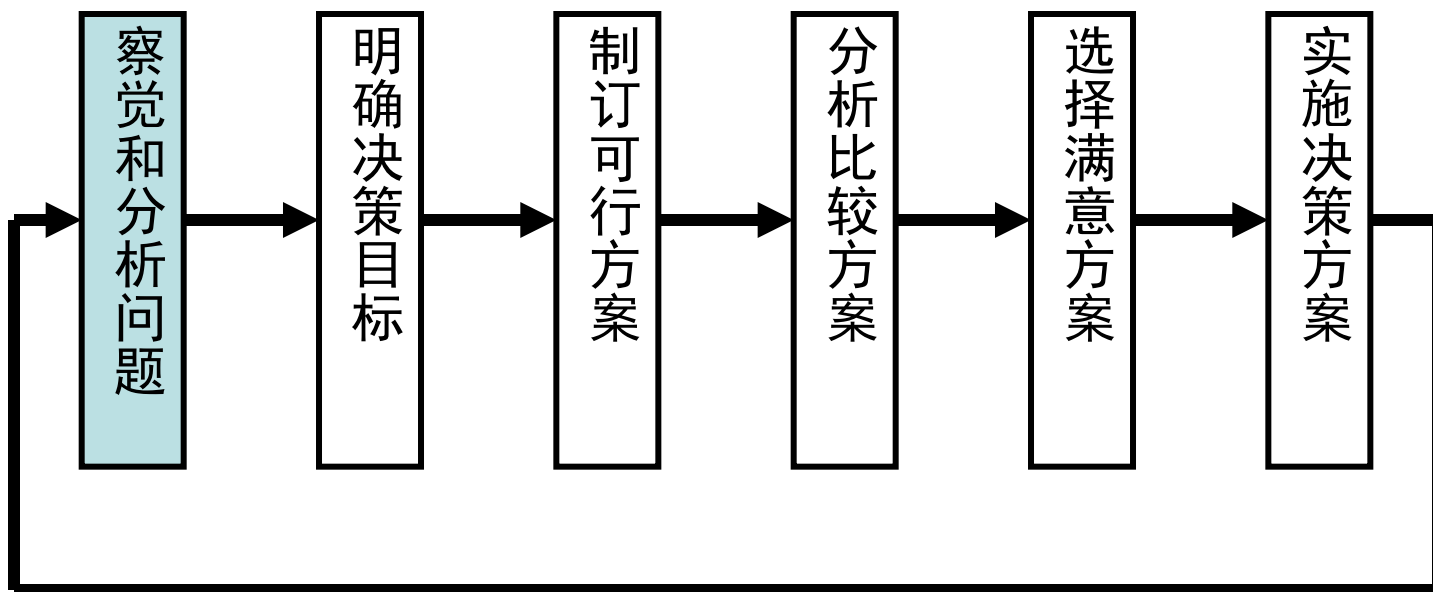 察觉和分析问题
明确决策目标
制订可行方案
分析比较方案
选择满意方案
实施决策方案